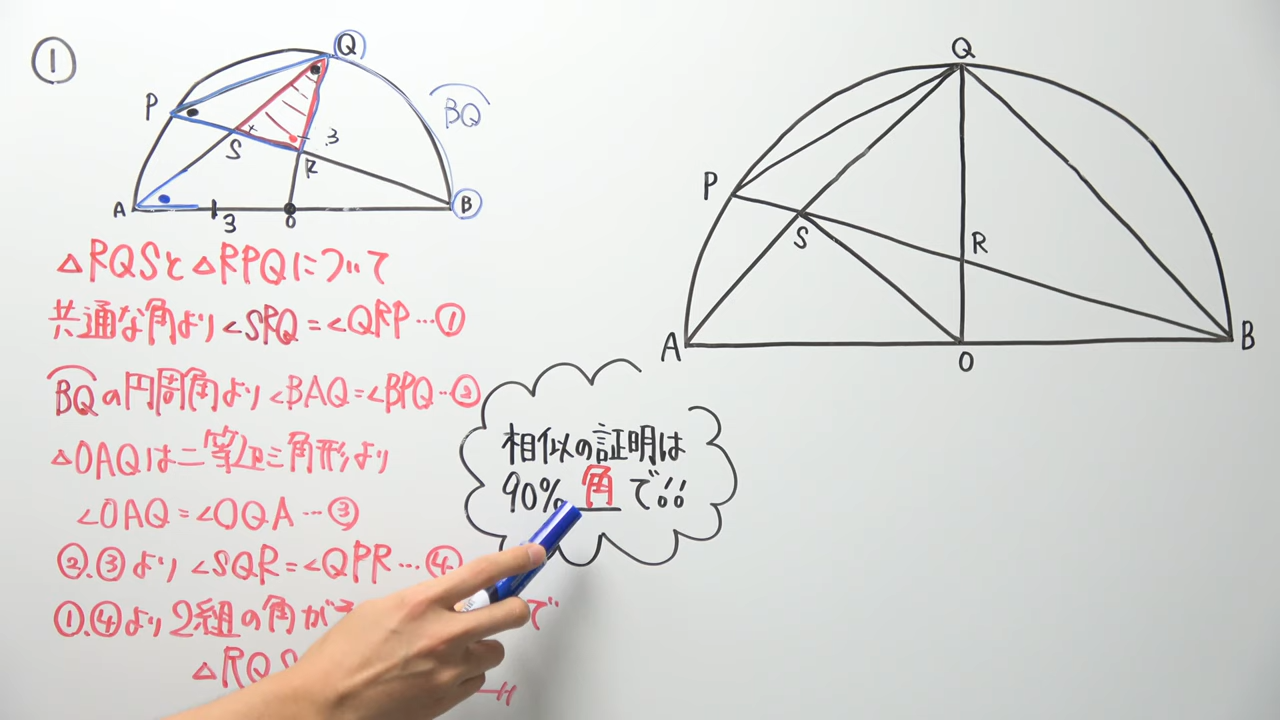 ①
Q
P
BQ
S
3
R
A
3
O
B
△RQSと△RPQについて
共通な角より∠SRQ=∠QRP…①
BQの円周角より∠BAQ=∠BPQ…②
△OAQは二等辺三角形より
∠OAQ=∠OQA…③
②.③より∠SQR=∠QPR…④
①.④より2組の角が
で
△RQS
相似の証明は
90% 角 で!!
Q
P
S
R
A
O
B